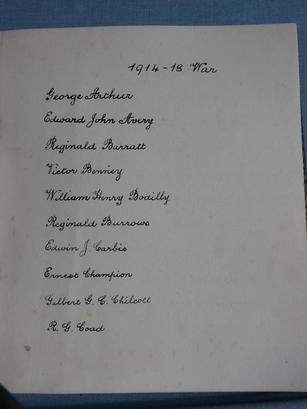 1914-18 War
George Arthur
Edward John Avery
Reginald Barratt
Victor Benney
William Henry Bodilly
Reginald Burrows
Edwin J Carbis
Ernest Champion
Gilbert G. C. Chilcott
R. G. Coad